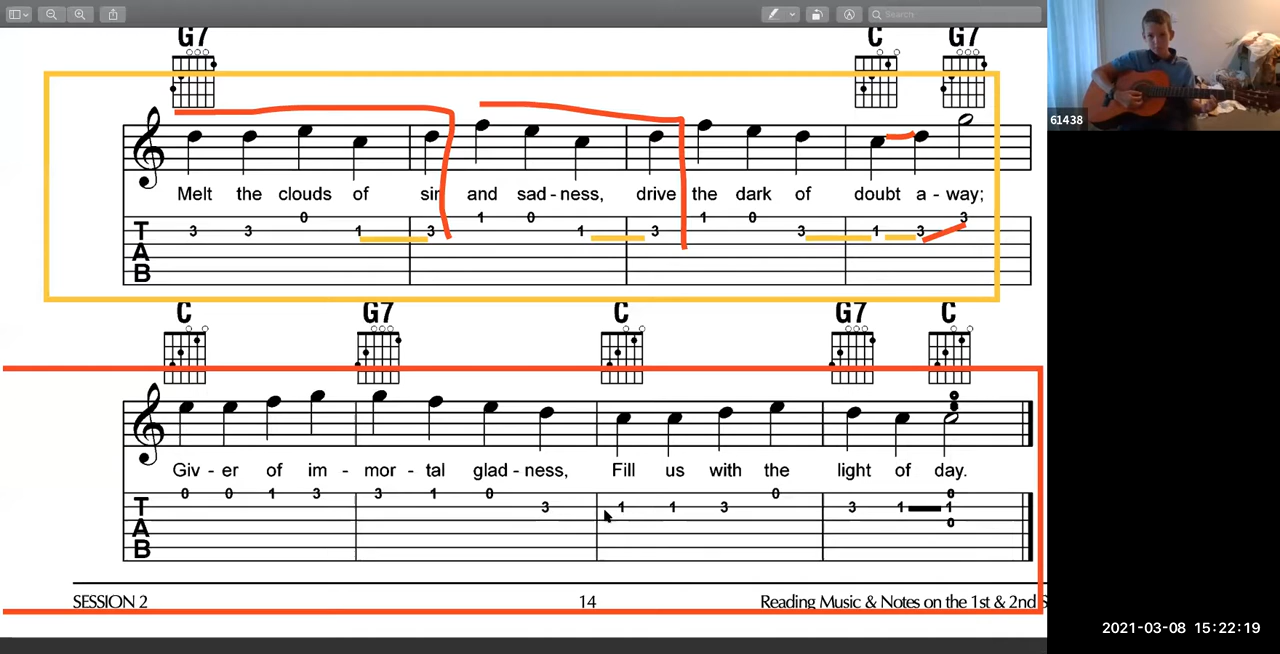 Search
G7 C G7
61438
Melt the clouds of sin and sad - ness, drive the dark of doubt a - way;
0 1 0 1 0 3
3 3 1 3 1 3 3 1 3
T
A
B
C G7 C G7 C
Giv - er of im - mor - tal glad - ness, Fill us with the light of day.
0 0 1 3 3 1 0 0 0
3 1 1 3 3 1 1
0
T
A
B
SESSION 2 14 Reading Music & Notes on the 1st & 2nd S
2021-03-08 15:22:19